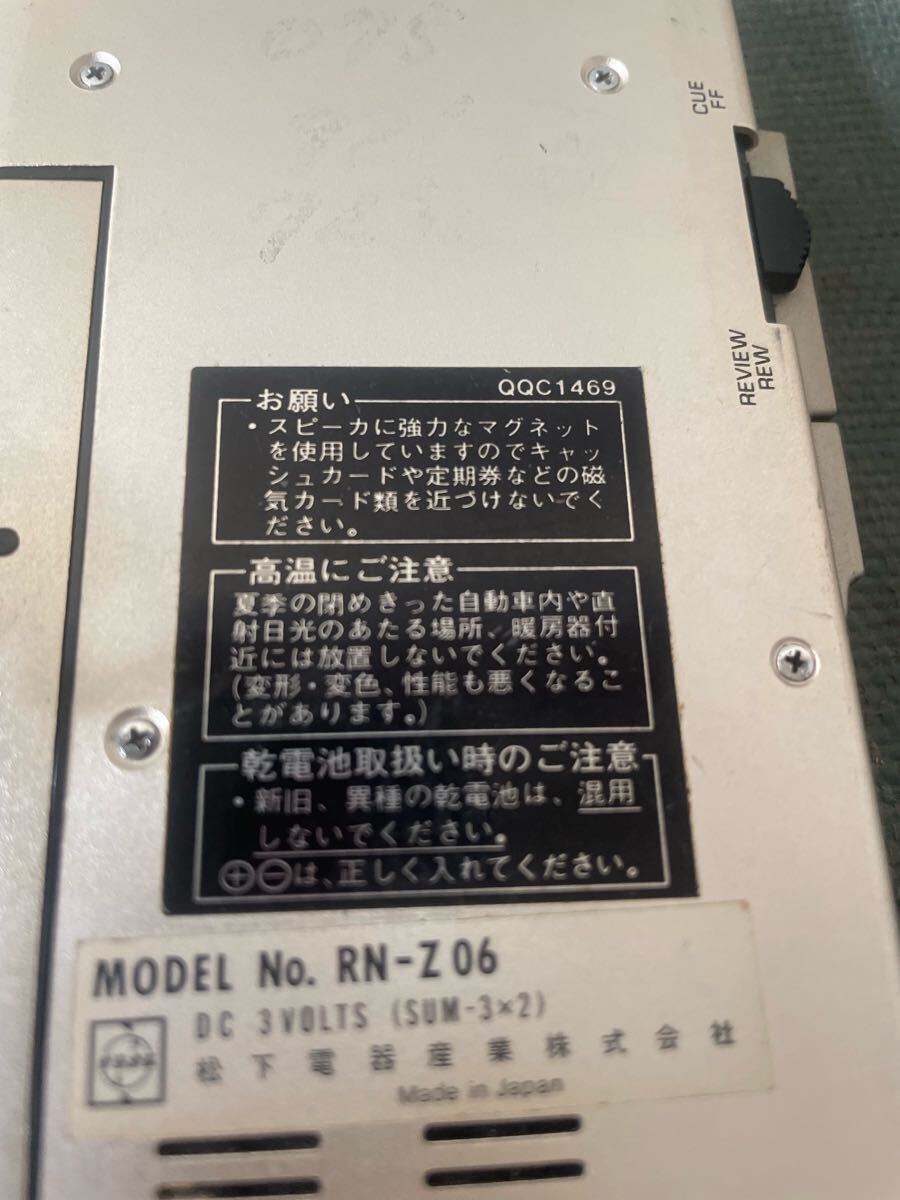 CUE
FF
REVIEW
REW
QQC1469
お願い
・スピーカに強力なマグネット
を使用していますのでキャッ
シュカードや定期券などの磁
気カード類を近づけないでく
ださい。
高温にご注意
夏季の閉めきった自動車内や直
射日光のあたる場所、暖房器付
近には放置しないでください。
(変形・変色、性能も悪くなるこ
とがあります。)
乾電池取扱い時のご注意
・新旧、異種の乾電池は、混用
しないでください。
⊕⊖は、正しく入れてください。
MODEL No. RN-Z06
DC 3VOLTS (SUM-3×2)
松下電器産業株式会社
Made in Japan